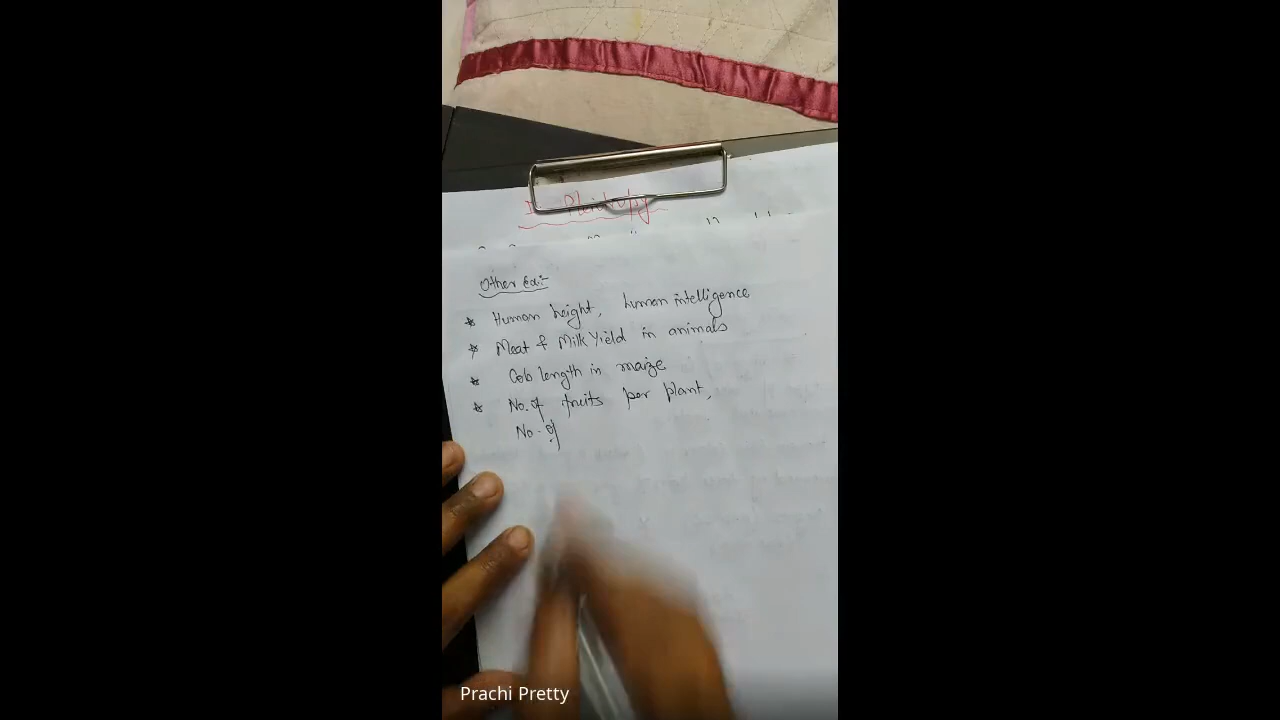 Pleiotropy
Other Ex:-
* Human height, human intelligence
* Meat & Milk Yield in animals
* Cob length in maize
* No. of fruits per plant,
No. of
Prachi Pretty